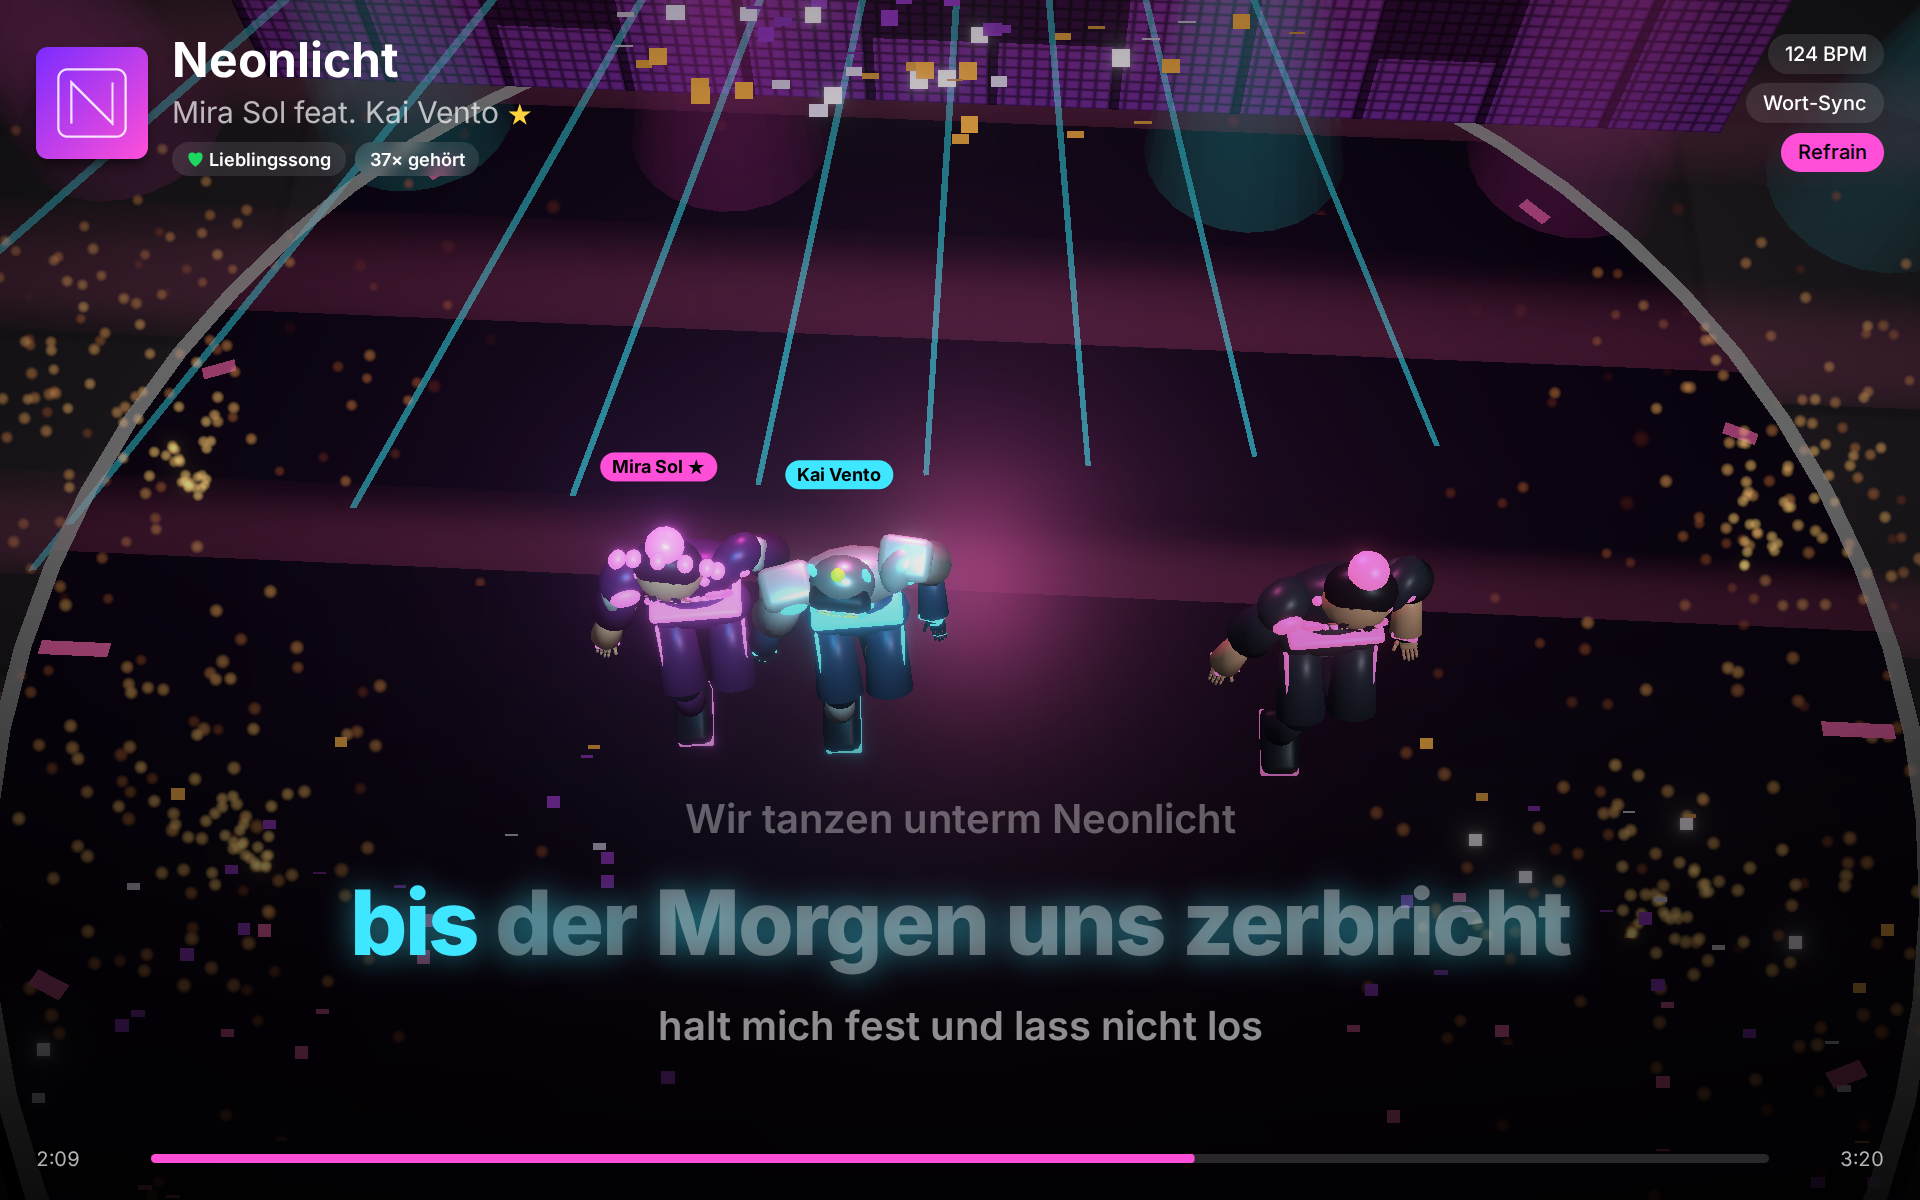 N
Neonlicht
Mira Sol feat. Kai Vento ⭐
💚 Lieblingssong
37× gehört
124 BPM
Wort-Sync
Refrain
Mira Sol ★
Kai Vento
Wir tanzen unterm Neonlicht
bis der Morgen uns zerbricht
halt mich fest und lass nicht los
2:09
3:20